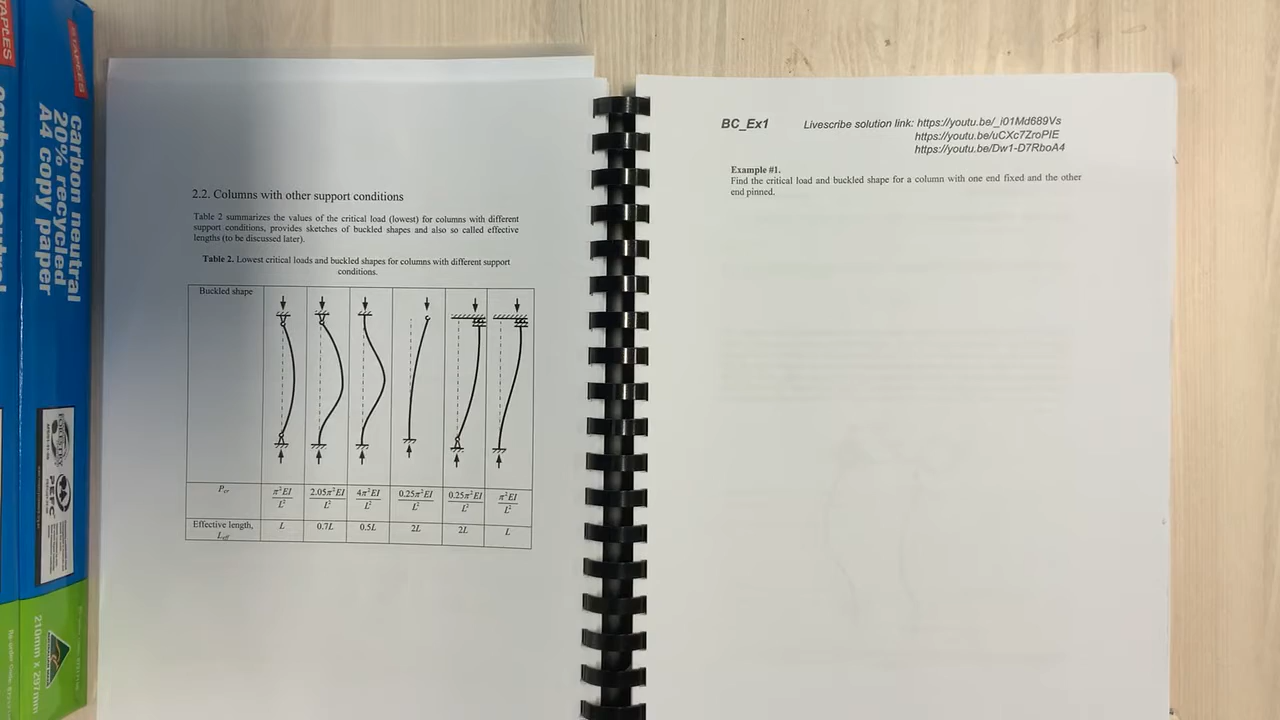 STAPLES
STAPLES
carbon neutral
20% recycled
A4 copy paper
PEFC
210mm x 297mm
2.2. Columns with other support conditions
Table 2 summarizes the values of the critical load (lowest) for columns with different
support conditions, provides sketches of buckled shapes and also so called effective
lengths (to be discussed later).
Table 2. Lowest critical loads and buckled shapes for columns with different support
conditions.
Buckled shape
P_cr π²EI/L² 2.05π²EI/L² 4π²EI/L² 0.25π²EI/L² 0.25π²EI/L² π²EI/L²
Effective length, L 0.7L 0.5L 2L 2L L
L_eff
BC_Ex1 Livescribe solution link: https://youtu.be/_i01Md689Vs
https://youtu.be/uCXc7ZroPIE
https://youtu.be/Dw1-D7RboA4
Example #1.
Find the critical load and buckled shape for a column with one end fixed and the other
end pinned.